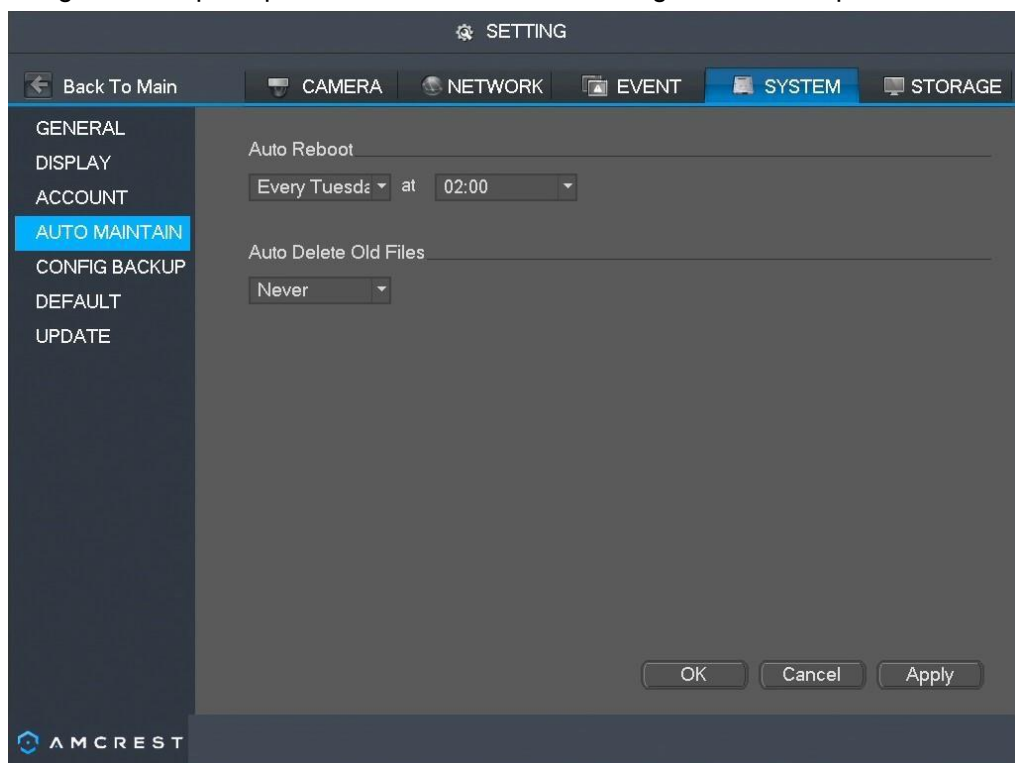 SETTING
Back To Main
CAMERA NETWORK EVENT SYSTEM STORAGE
GENERAL
DISPLAY
ACCOUNT
AUTO MAINTAIN
CONFIG BACKUP
DEFAULT
UPDATE
Auto Reboot
Every Tuesda at 02:00
Auto Delete Old Files
Never
OK Cancel Apply
AMCREST